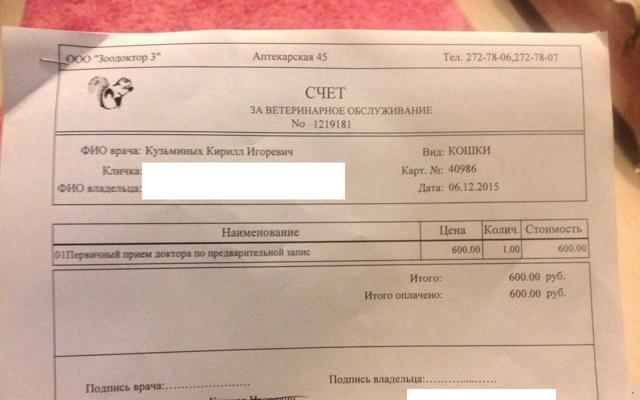 ООО "Зоодоктор 3" Аптекарская 45 Тел. 272-78-06,272-78-07
СЧЕТ
ЗА ВЕТЕРИНАРНОЕ ОБСЛУЖИВАНИЕ
No 1219181
ФИО врача: Кузьминых Кирилл Игоревич Вид: КОШКИ
Кличка: Карт. №: 40986
ФИО владельца: Дата: 06.12.2015
Наименование Цена Колич. Стоимость
01Первичный прием доктора по предварительной запис 600.00 1.00 600.00
Итого: 600.00 руб.
Итого оплачено: 600.00 руб.
Подпись врача:...................... Подпись владельца:......................